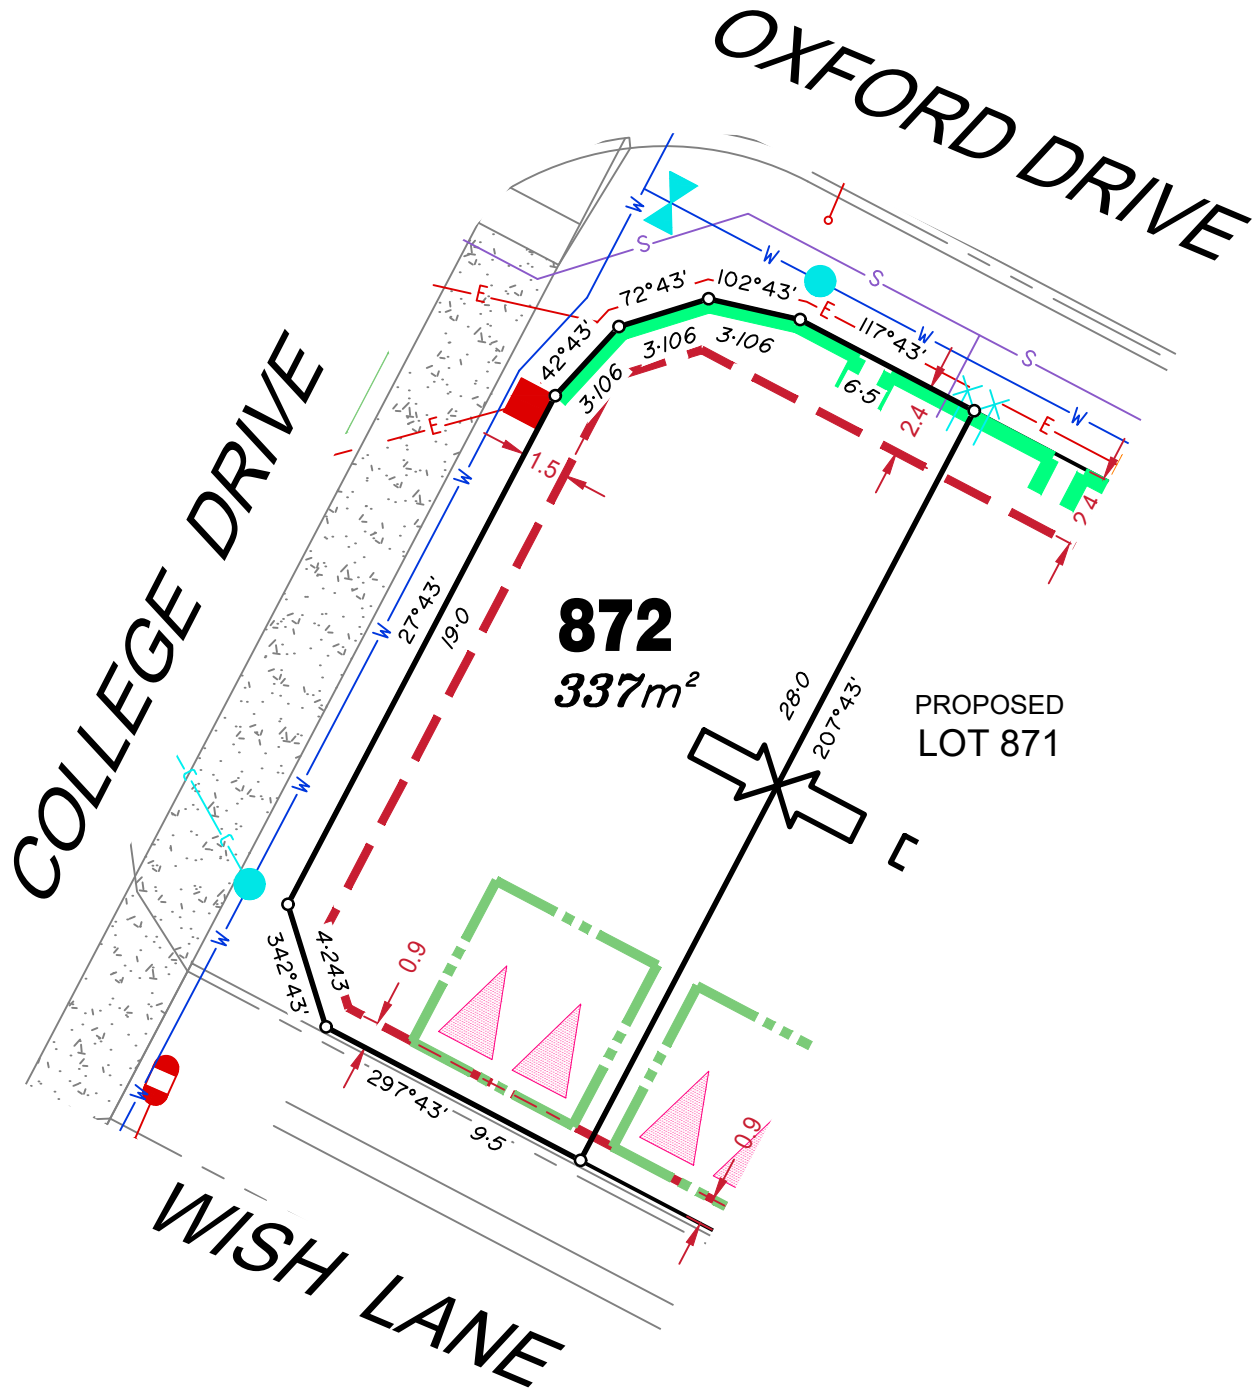 OXFORD DRIVE
W
S
W
S
72°43'
102°43'
E
E
W
S
117°43'
42°43'
3·106
3·106
3·106
6·5
W
E
2.4
E
1.5
W
2.4
COLLEGE DRIVE
27°43'
19·0
W
872
337m²
28·0
207°43'
PROPOSED
LOT 871
W
W
342°43'
4·243
0.9
W
297°43'
9·5
0.9
WISH LANE